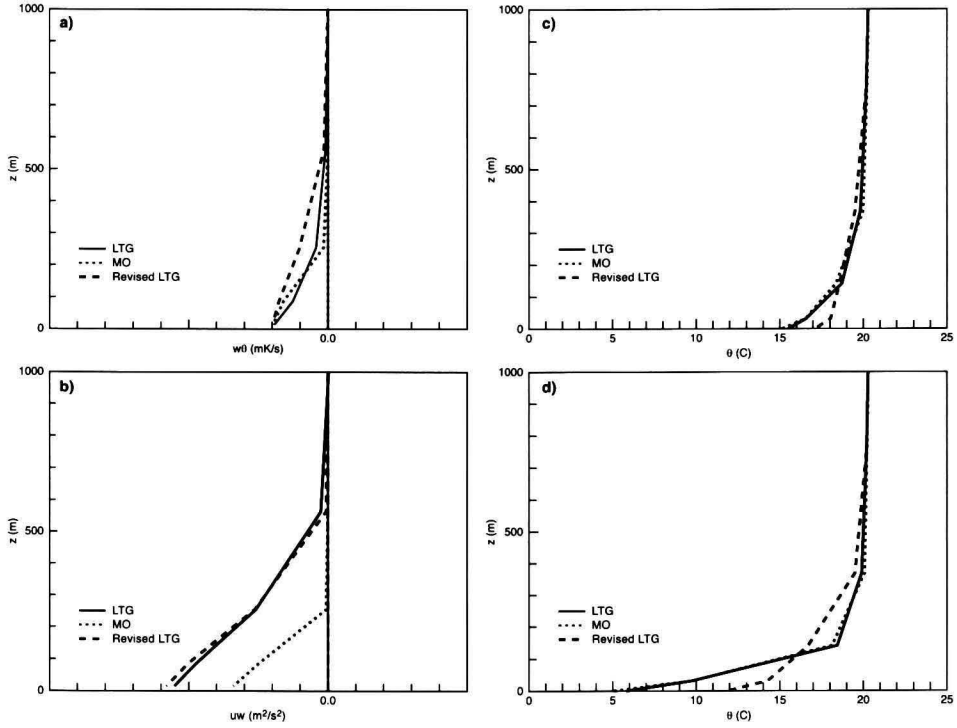 a)
1000
500
0
z (m)
LTG
MO
Revised LTG
0.0
wθ (mK/s)
c)
1000
500
0
z (m)
LTG
MO
Revised LTG
0 5 10 15 20 25
θ (C)
b)
1000
500
0
z (m)
LTG
MO
Revised LTG
0.0
uw (m²/s²)
d)
1000
500
0
z (m)
LTG
MO
Revised LTG
0 5 10 15 20 25
θ (C)